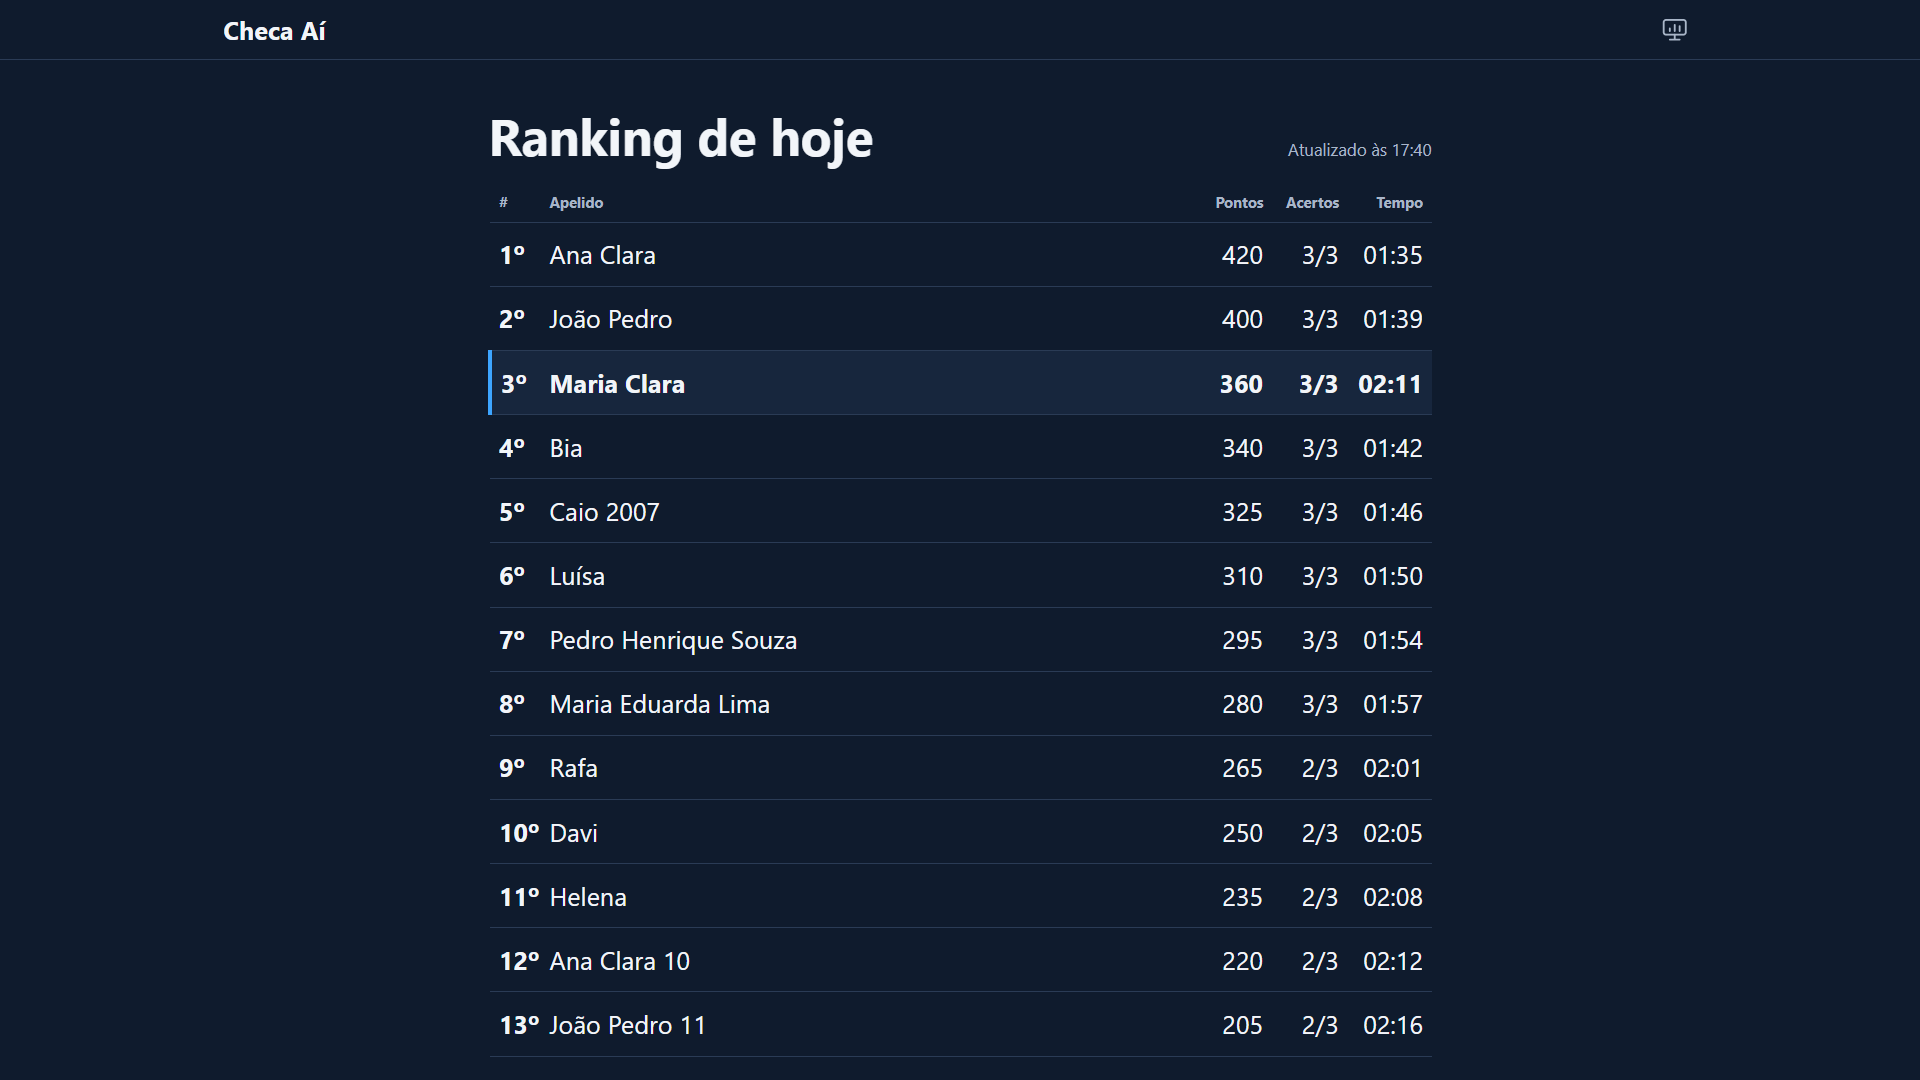 Checa Aí
Ranking de hoje
Atualizado às 17:40
# Apelido Pontos Acertos Tempo
1º Ana Clara 420 3/3 01:35
2º João Pedro 400 3/3 01:39
3º Maria Clara 360 3/3 02:11
4º Bia 340 3/3 01:42
5º Caio 2007 325 3/3 01:46
6º Luísa 310 3/3 01:50
7º Pedro Henrique Souza 295 3/3 01:54
8º Maria Eduarda Lima 280 3/3 01:57
9º Rafa 265 2/3 02:01
10º Davi 250 2/3 02:05
11º Helena 235 2/3 02:08
12º Ana Clara 10 220 2/3 02:12
13º João Pedro 11 205 2/3 02:16